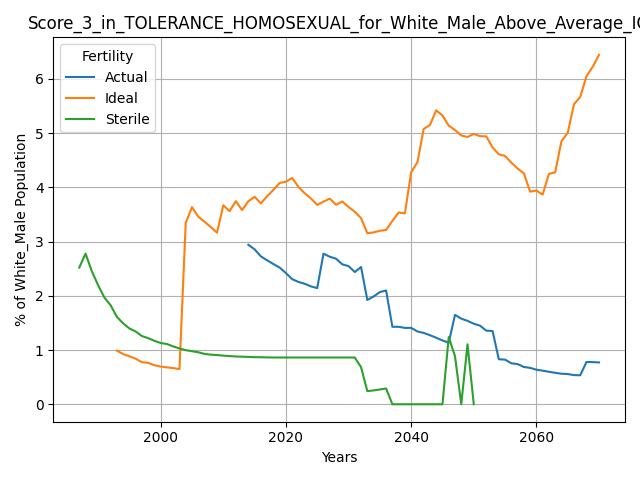 Score_3_in_TOLERANCE_HOMOSEXUAL_for_White_Male_Above_Average_IQ
Fertility
Actual
Ideal
Sterile
% of White_Male Population
6
5
4
3
2
1
0
2000 2020 2040 2060
Years